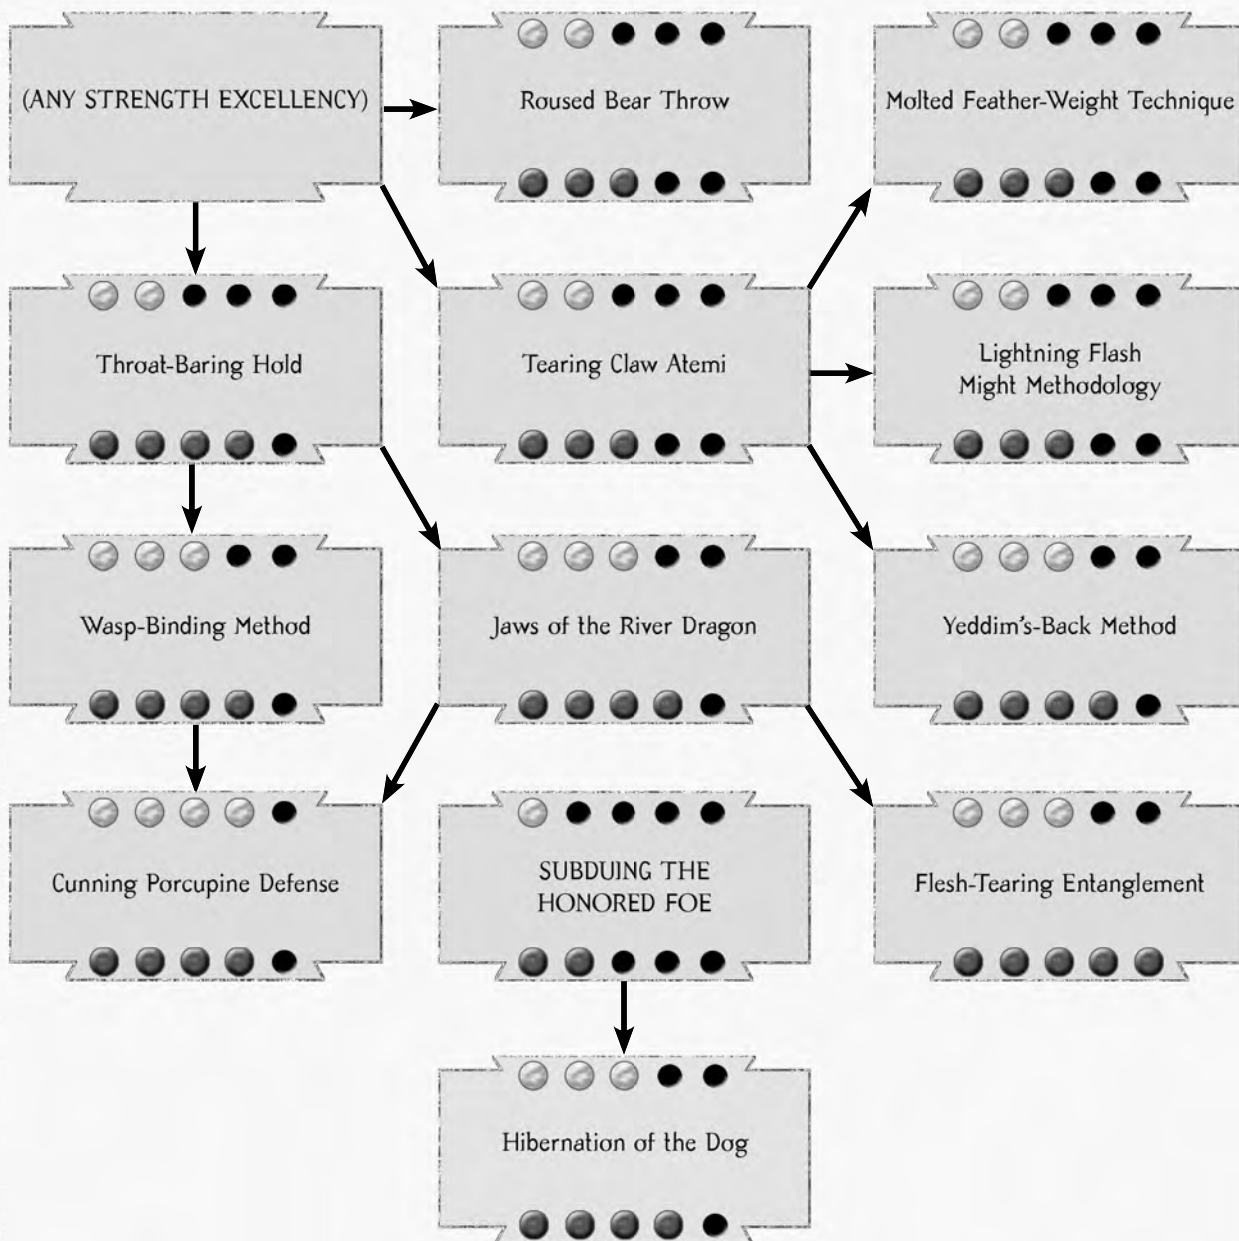 (ANY STRENGTH EXCELLENCY)
Roused Bear Throw
Molted Feather-Weight Technique
Throat-Baring Hold
Tearing Claw Atemi
Lightning Flash
Might Methodology
Wasp-Binding Method
Jaws of the River Dragon
Yeddim's-Back Method
Cunning Porcupine Defense
SUBDUING THE
HONORED FOE
Flesh-Tearing Entanglement
Hibernation of the Dog